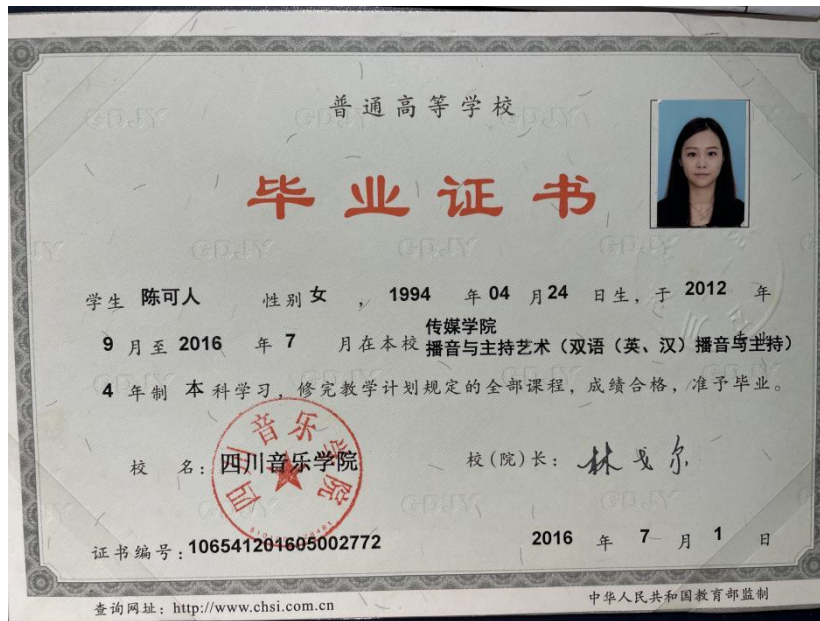 普通高等学校
毕业证书
学生 陈可人 性别 女 ，1994 年 04 月 24 日生，于 2012 年
9 月至 2016 年 7 月在本校 传媒学院
播音与主持艺术（双语（英、汉）播音与主持） 专业
4 年制 本 科学习，修完教学计划规定的全部课程，成绩合格，准予毕业。
校 名：四川音乐学院 校(院)长：林戈尔
四川音乐学院
证书编号：106541201605002772 2016 年 7 月 1 日
查询网址：http://www.chsi.com.cn 中华人民共和国教育部监制
GDJY